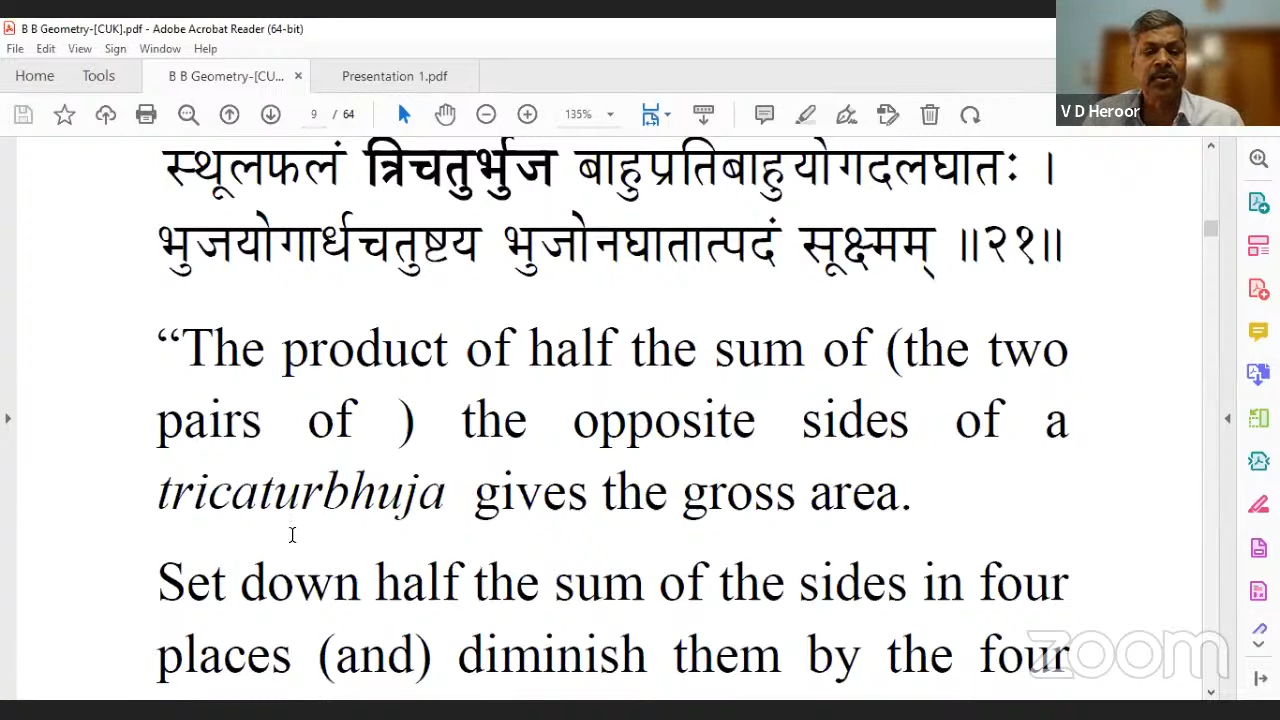 B B Geometry-[CUK].pdf - Adobe Acrobat Reader (64-bit)
File Edit View Sign Window Help
Home Tools B B Geometry-[CU... × Presentation 1.pdf
9 / 64 135%
V D Heroor
स्थूलफलं त्रिचतुर्भुज बाहुप्रतिबाहुयोगदलघातः ।
भुजयोगार्धचतुष्टय भुजोनघातात्पदं सूक्ष्मम् ॥२१॥
“The product of half the sum of (the two
pairs of ) the opposite sides of a
tricaturbhuja gives the gross area.
Set down half the sum of the sides in four
places (and) diminish them by the four
zoom